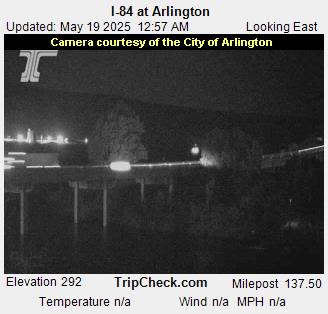 I-84 at Arlington
Updated: May 19 2025 12:57 AM Looking East
Camera courtesy of the City of Arlington
Elevation 292 TripCheck.com Milepost 137.50
Temperature n/a Wind n/a MPH n/a